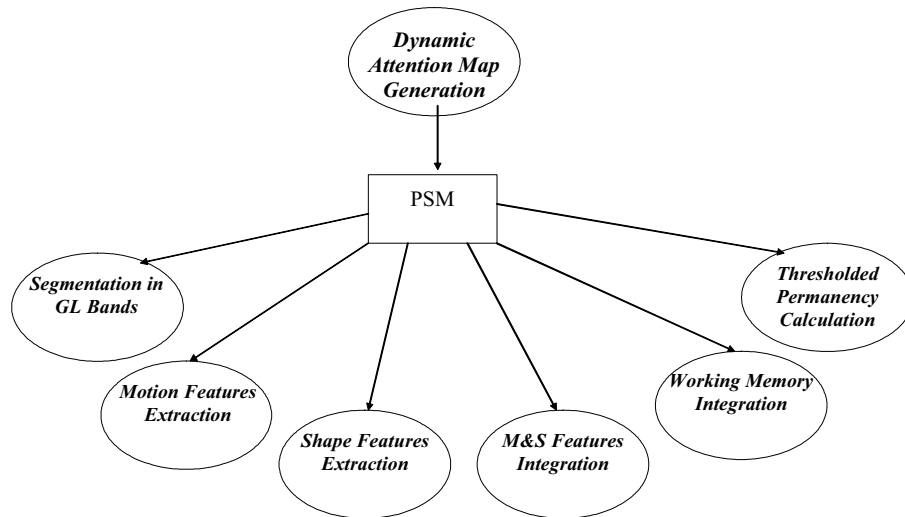 Dynamic
Attention Map
Generation
PSM
Segmentation in
GL Bands
Motion Features
Extraction
Shape Features
Extraction
M&S Features
Integration
Working Memory
Integration
Thresholded
Permanency
Calculation